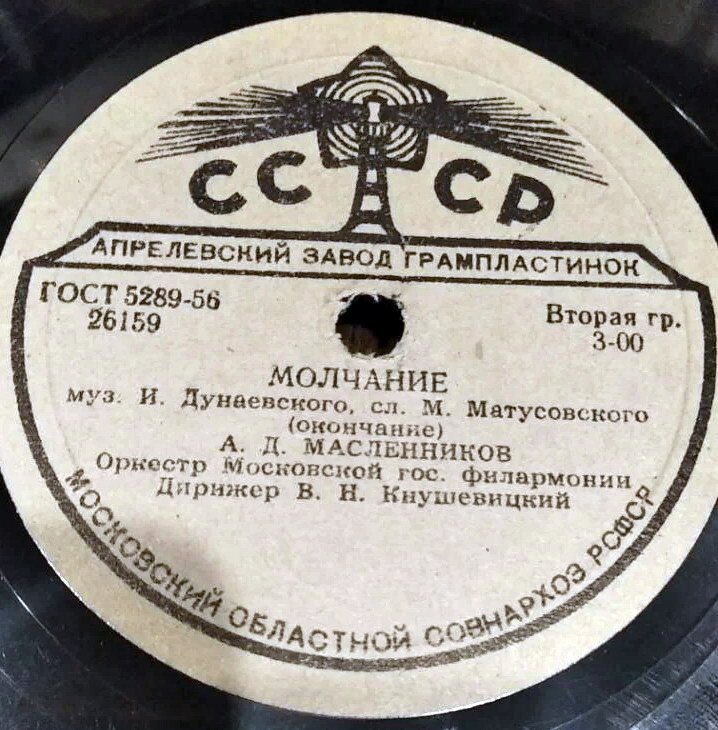 СССР
АПРЕЛЕВСКИЙ ЗАВОД ГРАМПЛАСТИНОК
ГОСТ 5289-56
26159
Вторая гр.
3-00
МОЛЧАНИЕ
муз. И. Дунаевского, сл. М. Матусовского
(окончание)
А. Д. МАСЛЕННИКОВ
Оркестр Московской гос. филармонии
Дирижер В. Н. Кнушевицкий
МОСКОВСКИЙ ОБЛАСТНОЙ СОВНАРХОЗ РСФСР